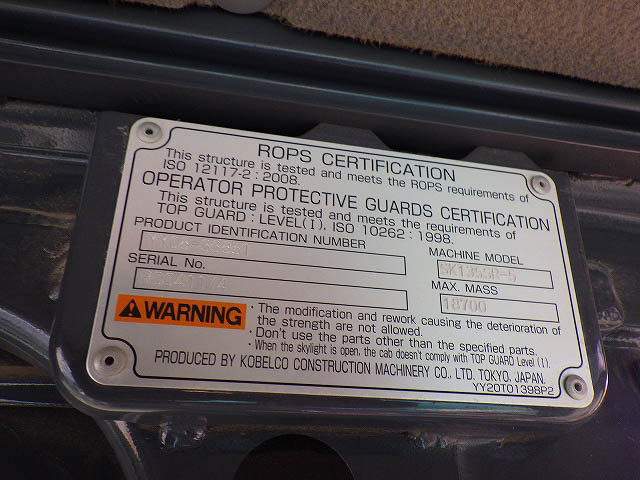 ROPS CERTIFICATION
This structure is tested and meets the ROPS requirements of
ISO 12117-2 : 2008.
OPERATOR PROTECTIVE GUARDS CERTIFICATION
This structure is tested and meets the requirements of
TOP GUARD : LEVEL(I), ISO 10262 : 1998.
PRODUCT IDENTIFICATION NUMBER
MACHINE MODEL
SK135SR-5
SERIAL No.
MAX. MASS
18700
WARNING
· The modification and rework causing the deterioration of
the strength are not allowed.
· Don't use the parts other than the specified parts.
· When the skylight is open, the cab doesn't comply with TOP GUARD Level (I).
PRODUCED BY KOBELCO CONSTRUCTION MACHINERY CO., LTD. TOKYO, JAPAN.
YY20T01398P2